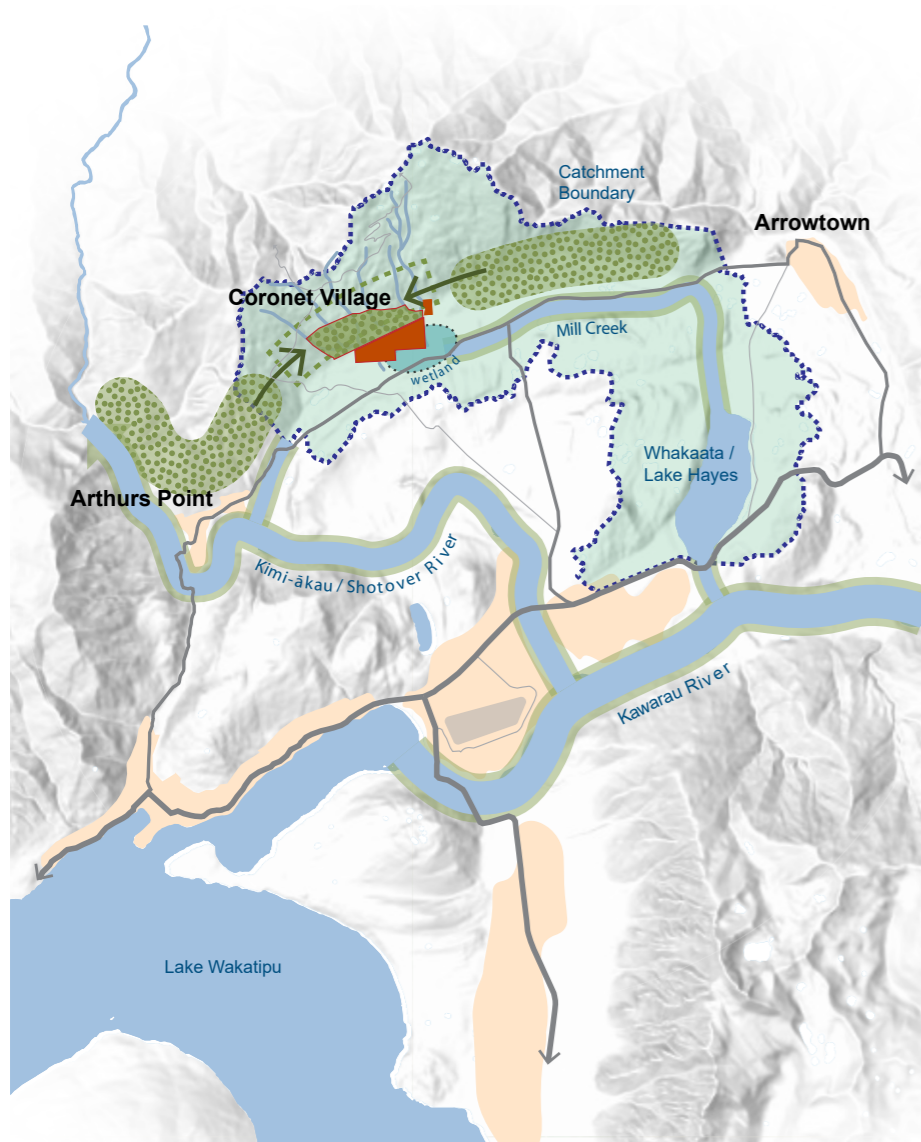 Catchment
Boundary
Arrowtown
Coronet Village
Mill Creek
wetland
Whakaata /
Lake Hayes
Arthurs Point
Kimi-ākau / Shotover River
Kawarau River
Lake Wakatipu